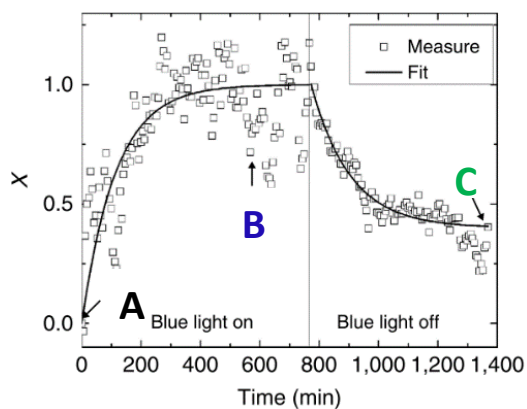 X
1.0
0.5
0.0
Measure
Fit
A
B
C
Blue light on
Blue light off
0 200 400 600 800 1,000 1,200 1,400
Time (min)